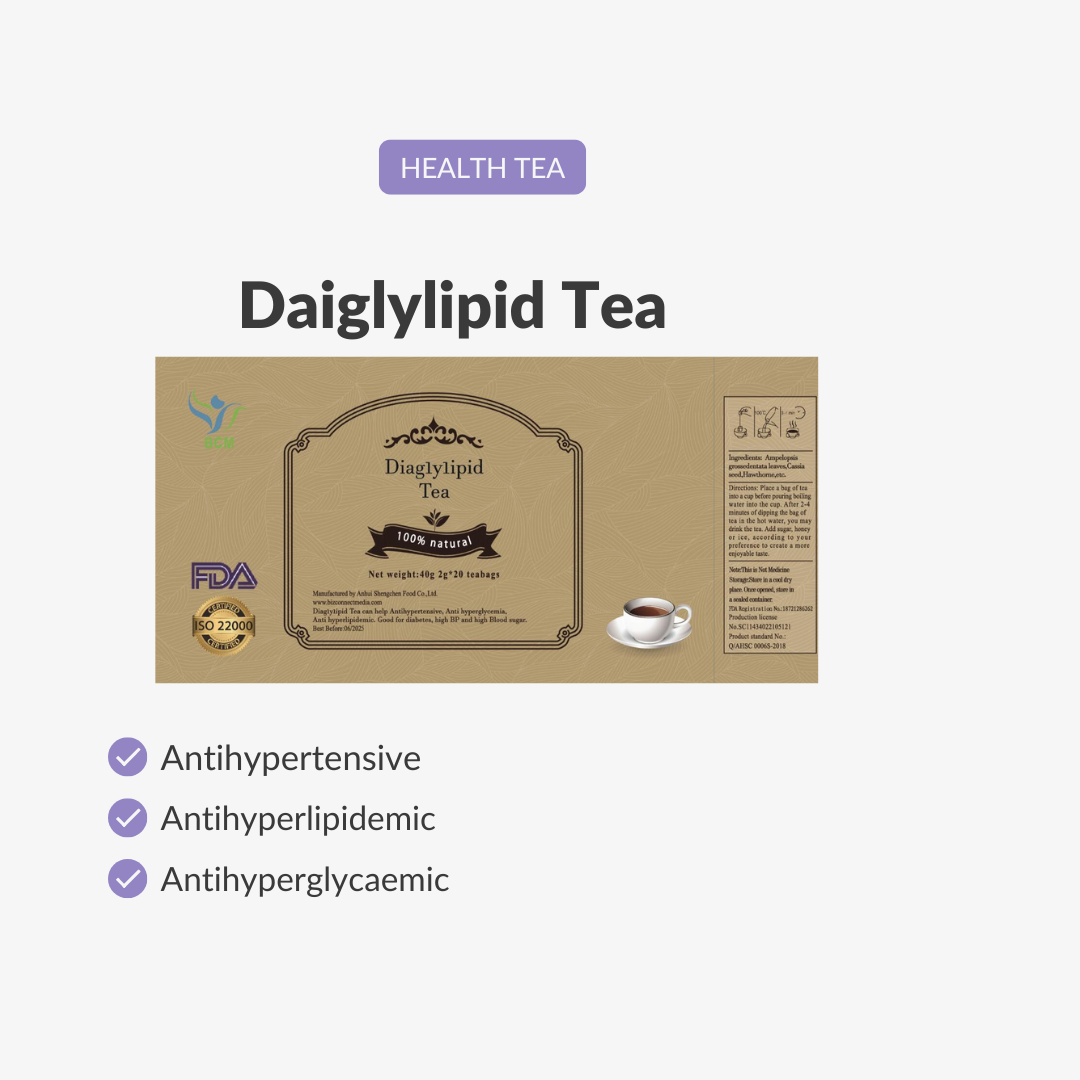 HEALTH TEA
Daiglylipid Tea
BCM
Diaglylipid
Tea
100% natural
Net weight:40g 2g*20 teabags
Manufactured by Anhui Shengchen Food Co.,Ltd.
www.bizconnectmedia.com
Diaglytipid Tea can help Antihypertensive, Anti hyperglycemia,
Anti hyperlipidemic. Good for diabetes, high BP and high Blood sugar.
Best Before:06/2025
FDA
CERTIFIED
ISO 22000
CERTIFIED
Ingredients: Ampelopsis
grossedentata leaves,Cassia
seed,Hawthorne,etc.
Directions: Place a bag of tea
into a cup before pouring boiling
water into the cup. After 2-4
minutes of dipping the bag of
tea in the hot water, you may
drink the tea. Add sugar, honey
or ice, according to your
preference to create a more
enjoyable taste.
Note:This is Not Medicine
Storage:Store in a cool dry
place. Once opened, store in
a sealed container.
FDA Registration No.:18721286262
Production license
No.SC11434022105121
Product standard No.:
Q/AHSC 0006S-2018
Antihypertensive
Antihyperlipidemic
Antihyperglycaemic